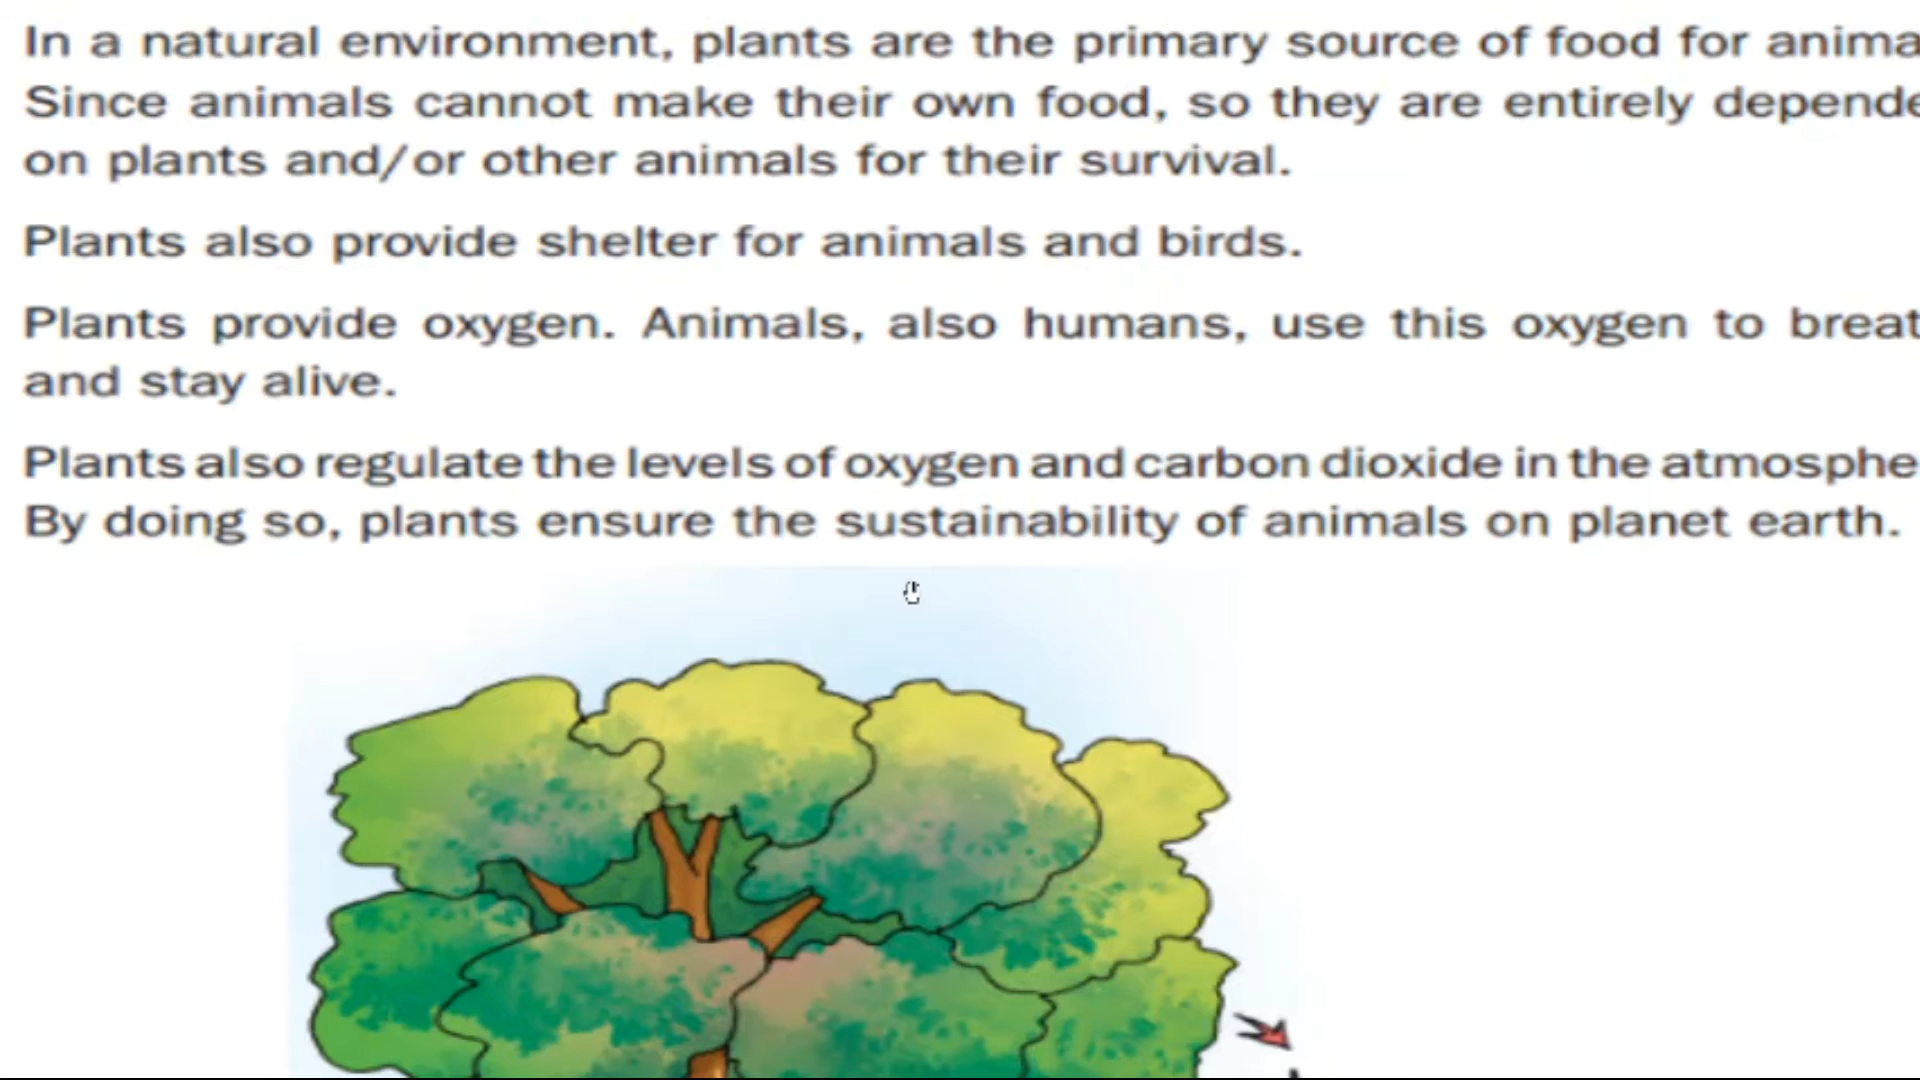 In a natural environment, plants are the primary source of food for anima
Since animals cannot make their own food, so they are entirely depende
on plants and/or other animals for their survival.
Plants also provide shelter for animals and birds.
Plants provide oxygen. Animals, also humans, use this oxygen to breat
and stay alive.
Plants also regulate the levels of oxygen and carbon dioxide in the atmosphe
By doing so, plants ensure the sustainability of animals on planet earth.